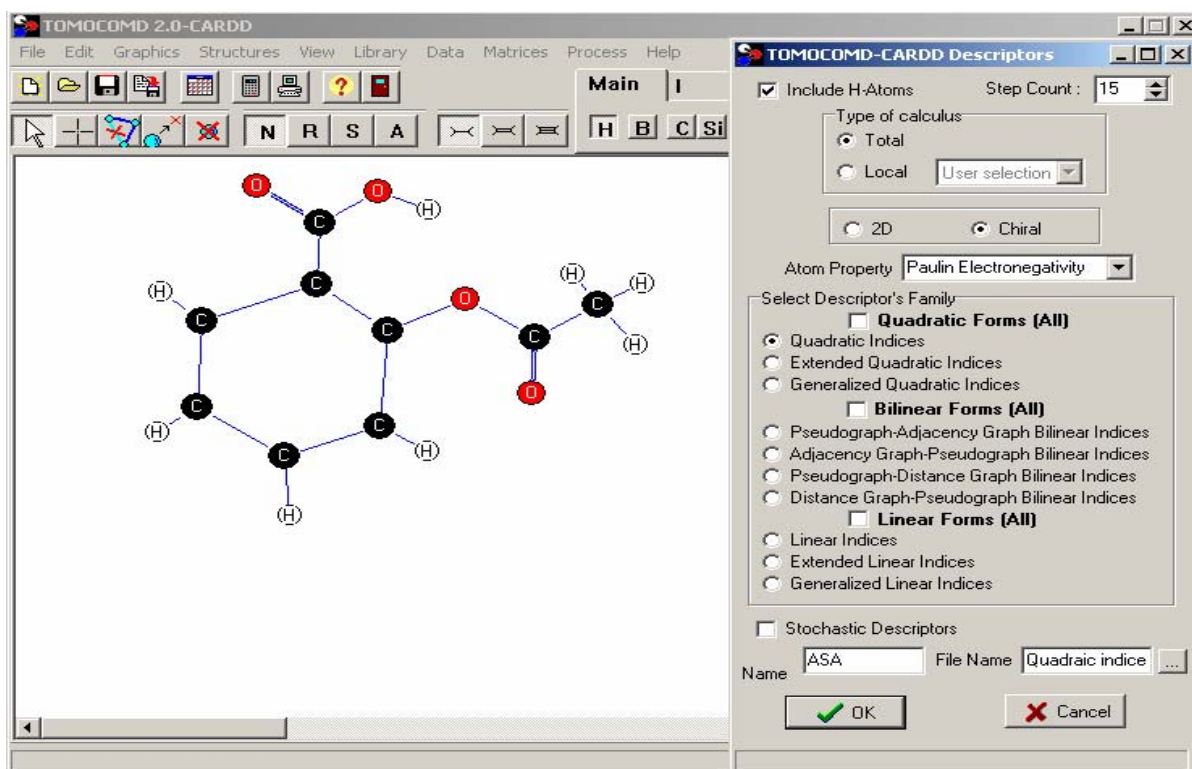 TOMOCOMD 2.0-CARDD
File Edit Graphics Structures View Library Data Matrices Process Help
Main I
N R S A
H B C Si
O O H
C
C
H C C O C C H H H
O
C C H
H C
H
TOMOCOMD-CARDD Descriptors
Include H-Atoms Step Count : 15
Type of calculus
Total
Local User selection
2D Chiral
Atom Property Paulin Electronegativity
Select Descriptor's Family
Quadratic Forms (All)
Quadratic Indices
Extended Quadratic Indices
Generalized Quadratic Indices
Bilinear Forms (All)
Pseudograph-Adjacency Graph Bilinear Indices
Adjacency Graph-Pseudograph Bilinear Indices
Pseudograph-Distance Graph Bilinear Indices
Distance Graph-Pseudograph Bilinear Indices
Linear Forms (All)
Linear Indices
Extended Linear Indices
Generalized Linear Indices
Stochastic Descriptors
Name ASA File Name Quadraic indice ...
OK Cancel